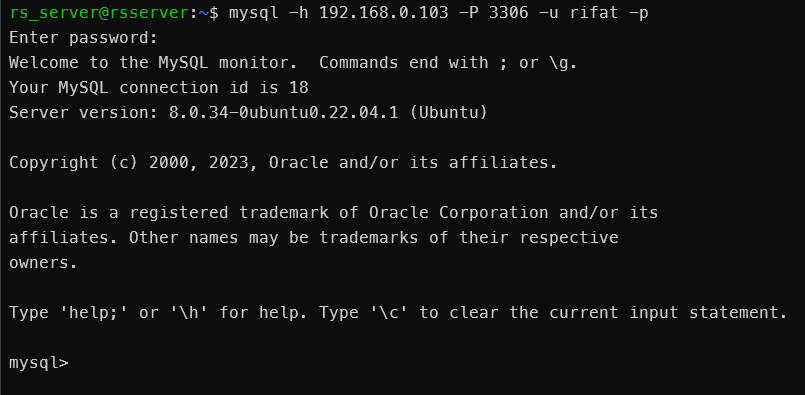 rs_server@rsserver:~$ mysql -h 192.168.0.103 -P 3306 -u rifat -p
Enter password:
Welcome to the MySQL monitor.  Commands end with ; or \g.
Your MySQL connection id is 18
Server version: 8.0.34-0ubuntu0.22.04.1 (Ubuntu)

Copyright (c) 2000, 2023, Oracle and/or its affiliates.

Oracle is a registered trademark of Oracle Corporation and/or its
affiliates. Other names may be trademarks of their respective
owners.

Type 'help;' or '\h' for help. Type '\c' to clear the current input statement.

mysql>